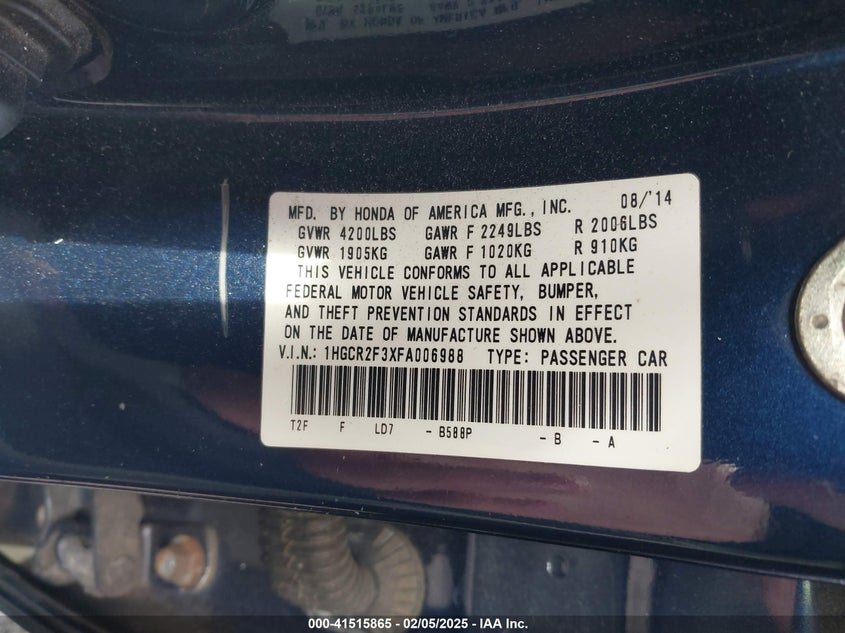 MFD. BY HONDA OF AMERICA MFG., INC. 08/'14
GVWR 4200LBS GAWR F 2249LBS R 2006LBS
GVWR 1905KG GAWR F 1020KG R 910KG
THIS VEHICLE CONFORMS TO ALL APPLICABLE
FEDERAL MOTOR VEHICLE SAFETY, BUMPER,
AND THEFT PREVENTION STANDARDS IN EFFECT
ON THE DATE OF MANUFACTURE SHOWN ABOVE.
V.I.N.: 1HGCR2F3XFA006988 TYPE: PASSENGER CAR
T2F F LD7 - B588P - B - A
000-41515865 - 02/05/2025 - IAA Inc.